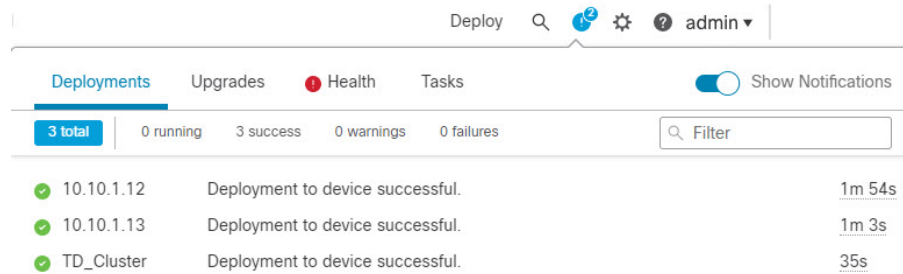 Deploy 2 ? admin
Deployments Upgrades ! Health Tasks Show Notifications
3 total 0 running 3 success 0 warnings 0 failures Filter
10.10.1.12 Deployment to device successful. 1m 54s
10.10.1.13 Deployment to device successful. 1m 3s
TD_Cluster Deployment to device successful. 35s